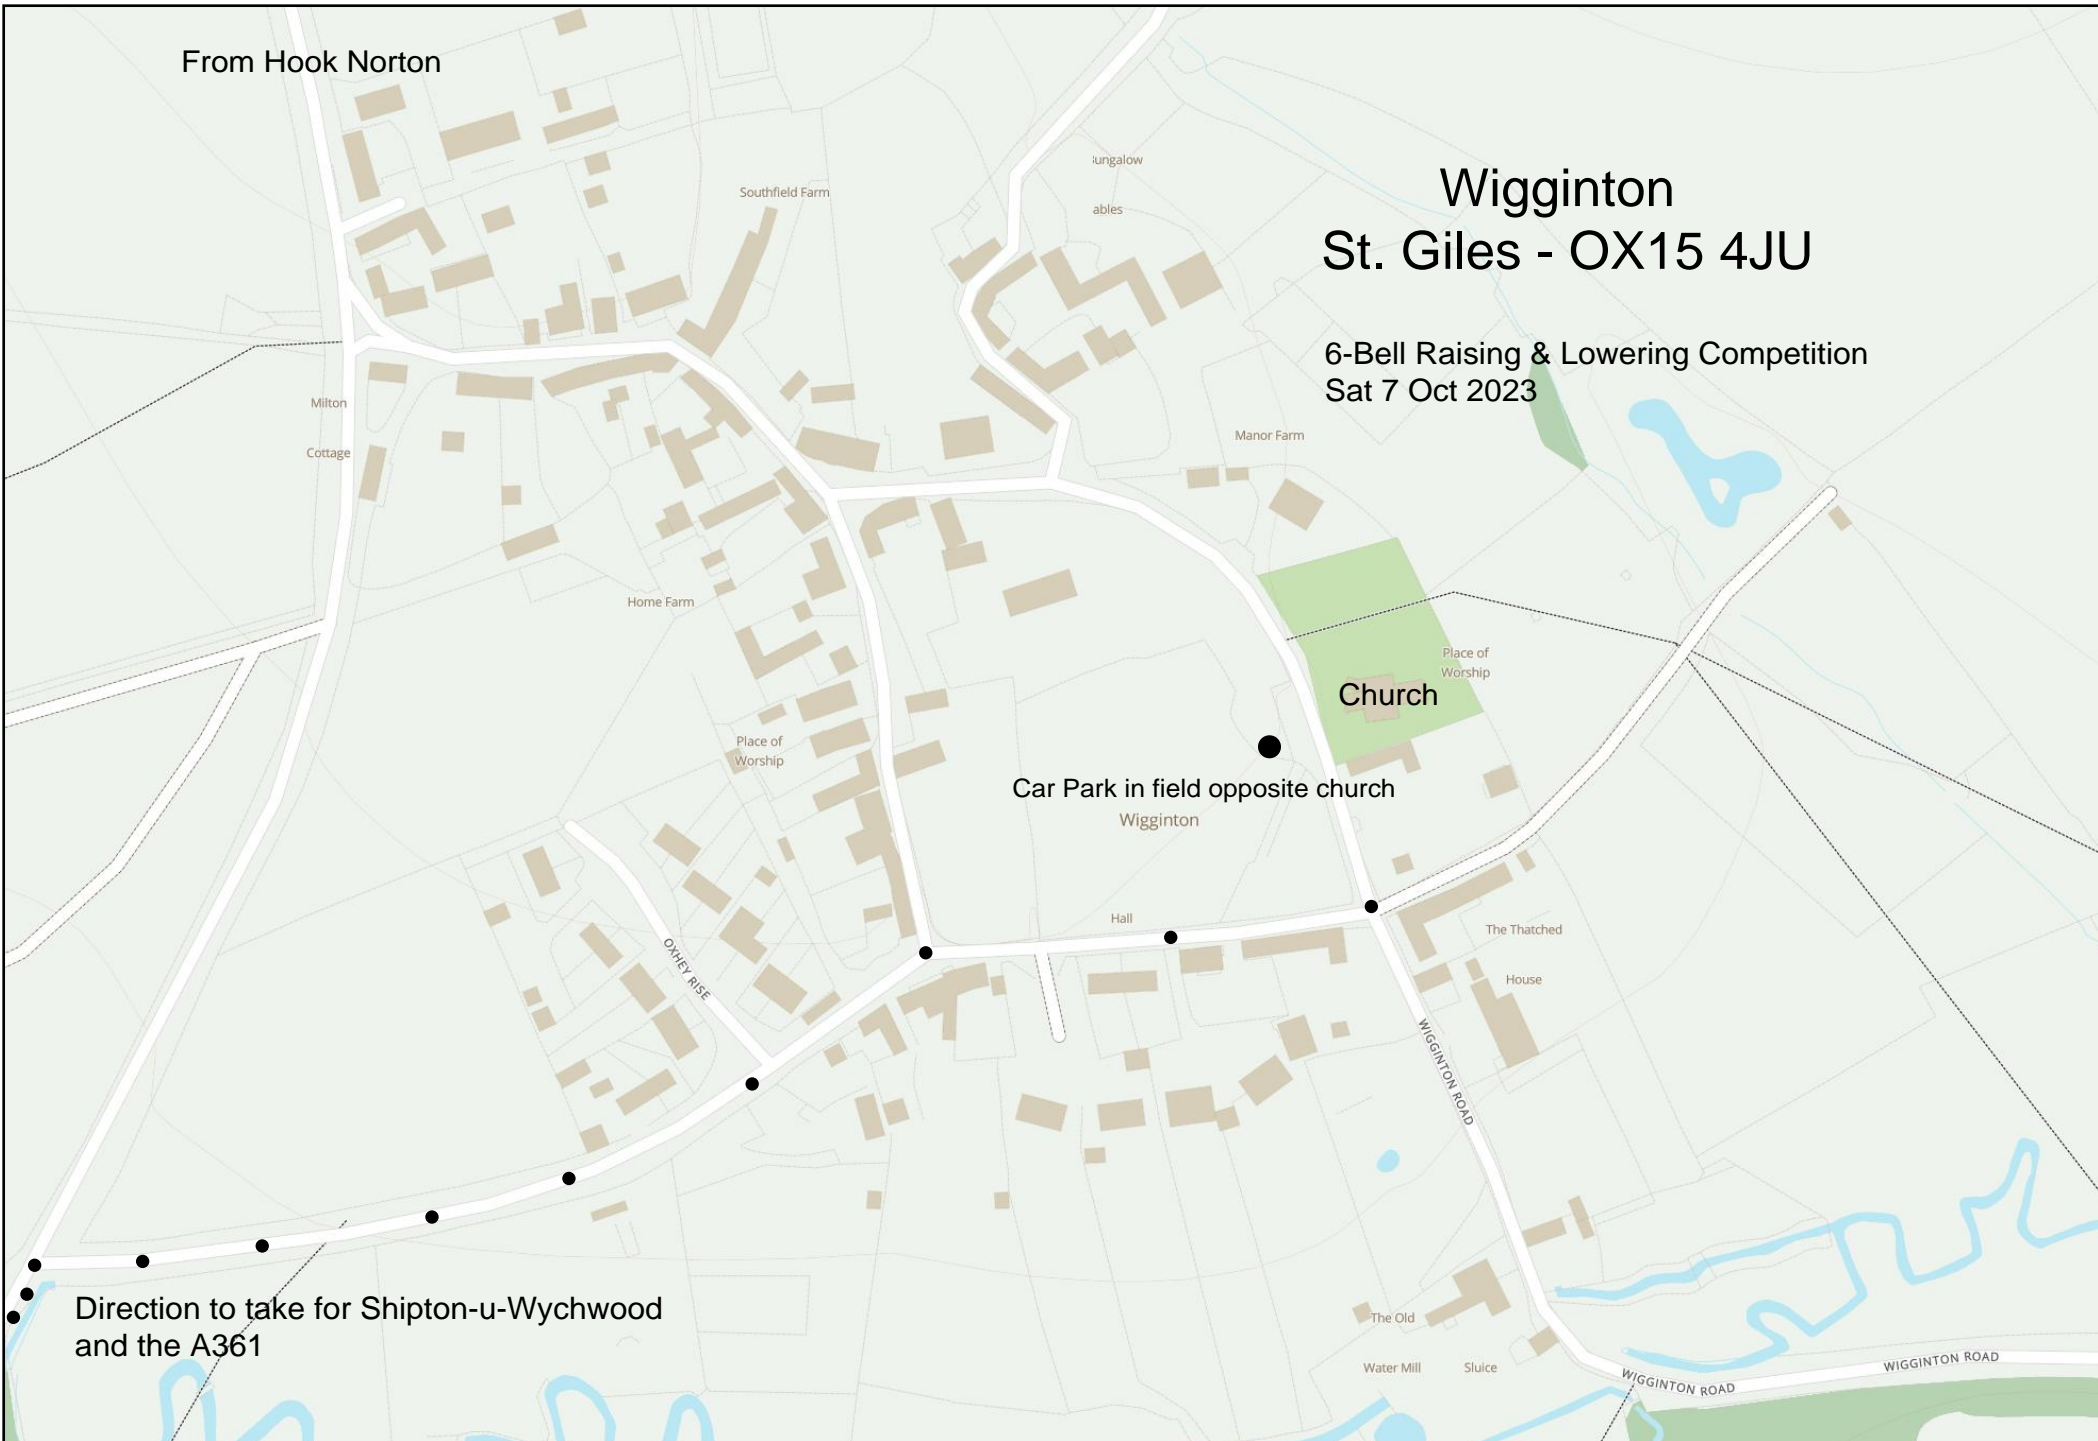 From Hook Norton
Wigginton
St. Giles - OX15 4JU
6-Bell Raising & Lowering Competition
Sat 7 Oct 2023
Southfield Farm
ungalow
ables
Milton
Cottage
Manor Farm
Home Farm
Place of
Worship
Church
Place of
Worship
Car Park in field opposite church
Wigginton
Hall
The Thatched
House
OXHEY RISE
WIGGINTON ROAD
Direction to take for Shipton-u-Wychwood
and the A361
The Old
Water Mill
Sluice
WIGGINTON ROAD
WIGGINTON ROAD